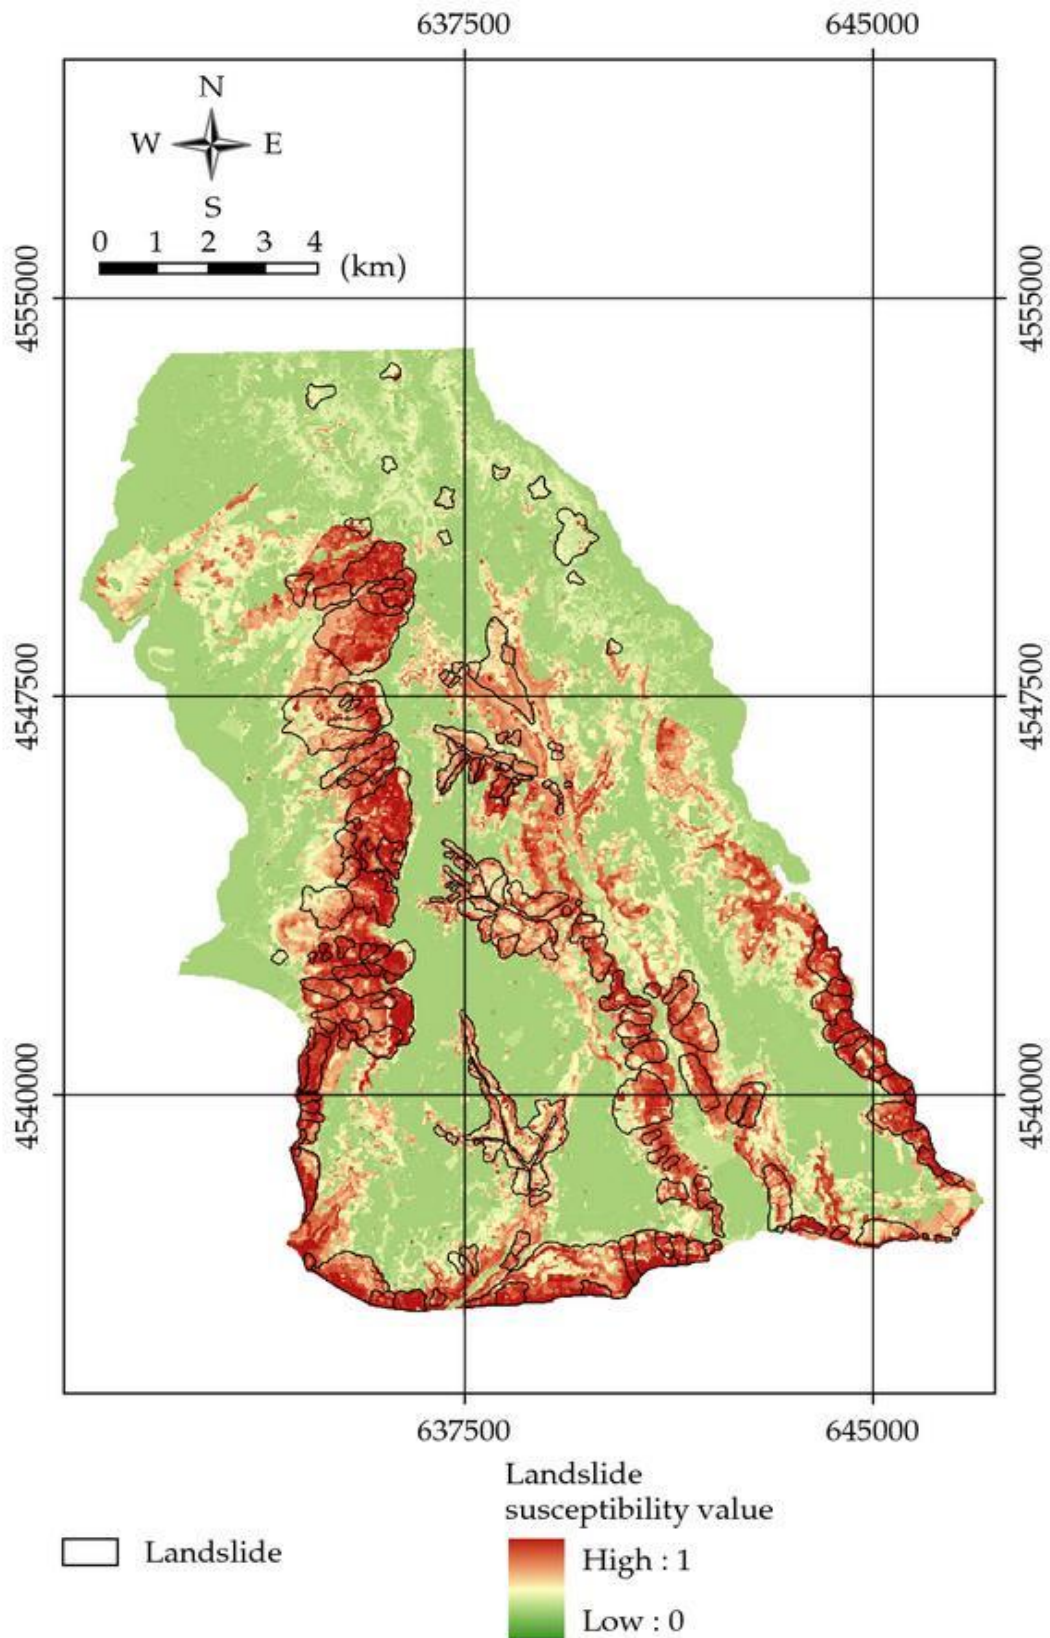 637500 645000
N
W E
S
0 1 2 3 4
(km)
4555000 4555000
4547500 4547500
4540000 4540000
637500 645000
Landslide
susceptibility value
Landslide
High : 1
Low : 0